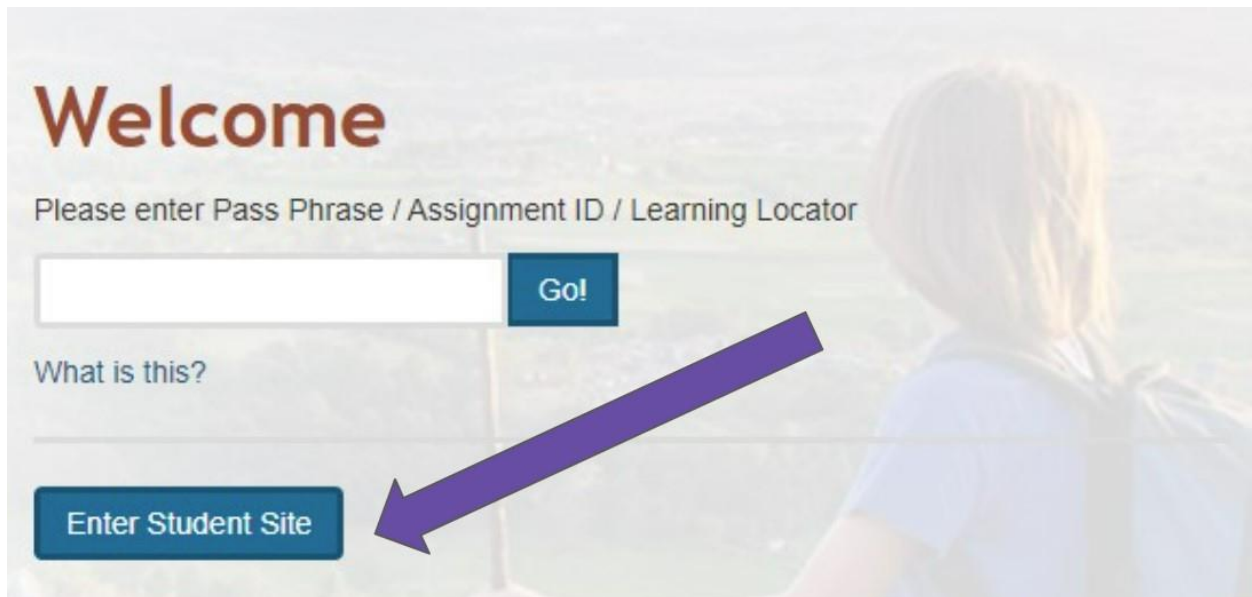 Welcome
Please enter Pass Phrase / Assignment ID / Learning Locator
Go!
What is this?
Enter Student Site